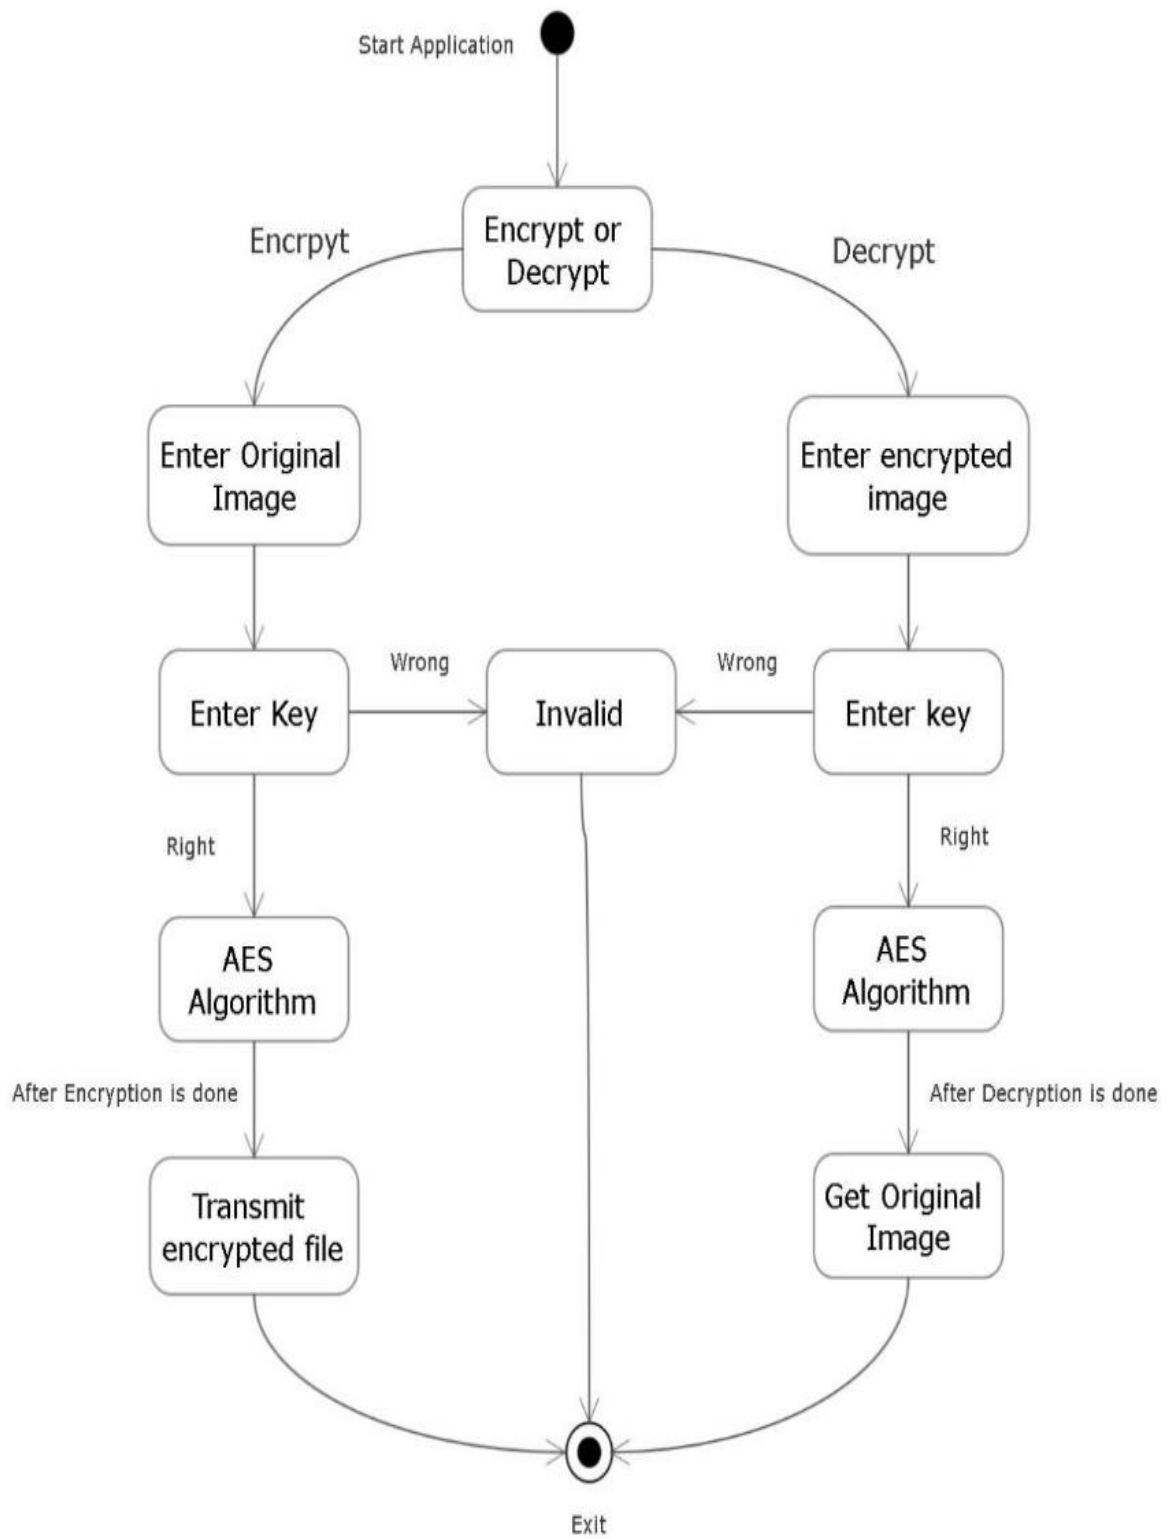 Start Application
Encrypt or
Decrypt
Encrpyt
Decrypt
Enter Original
Image
Enter encrypted
image
Enter Key
Wrong
Invalid
Wrong
Enter key
Right
Right
AES
Algorithm
AES
Algorithm
After Encryption is done
After Decryption is done
Transmit
encrypted file
Get Original
Image
Exit